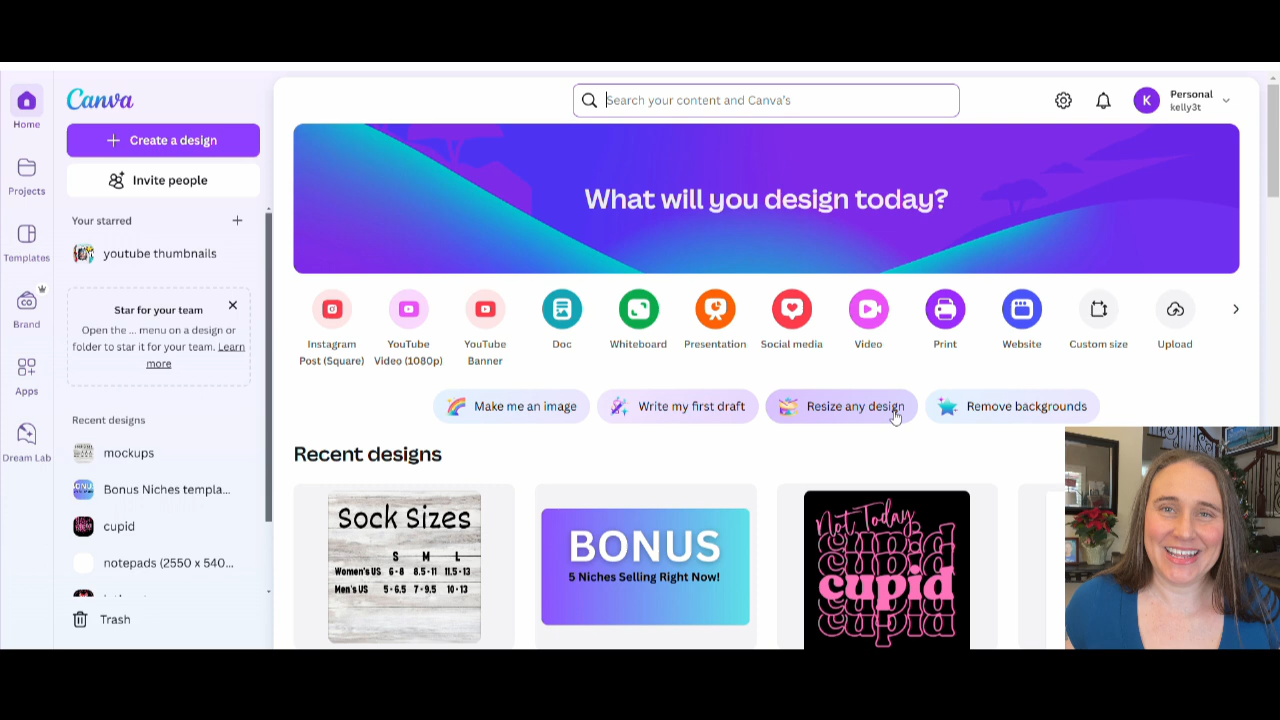 Home
Projects
Templates
Brand
Apps
Dream Lab
Canva
Create a design
Invite people
Your starred
youtube thumbnails
Star for your team
Open the ... menu on a design or
folder to star it for your team. Learn
more
Recent designs
mockups
Bonus Niches templa...
cupid
notepads (2550 x 540...
Trash
Search your content and Canva's
K
Personal
kelly3t
What will you design today?
Instagram
Post (Square)
YouTube
Video (1080p)
YouTube
Banner
Doc
Whiteboard
Presentation
Social media
Video
Print
Website
Custom size
Upload
Make me an image
Write my first draft
Resize any design
Remove backgrounds
Recent designs
Sock Sizes
S M L
Women's US 6-8 8.5-11 11.5-13
Men's US 5-6.5 7-9.5 10-13
BONUS
5 Niches Selling Right Now!
Not Today
cupid
cupid
cupid
cupid
cupid